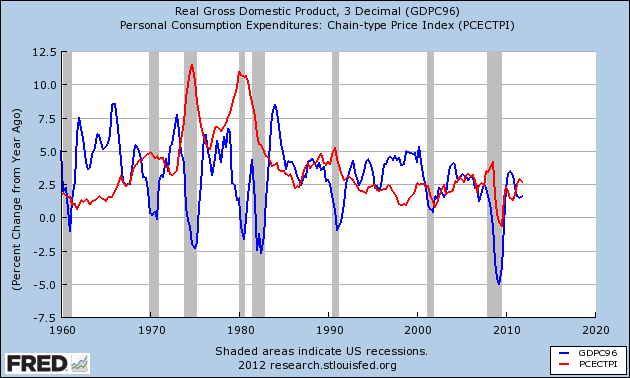 Real Gross Domestic Product, 3 Decimal (GDPC96)
Personal Consumption Expenditures: Chain-type Price Index (PCECTPI)
(Percent Change from Year Ago)
12.5
10.0
7.5
5.0
2.5
0.0
-2.5
-5.0
-7.5
1960 1970 1980 1990 2000 2010 2020
Shaded areas indicate US recessions.
2012 research.stlouisfed.org
FRED
GDPC96
PCECTPI